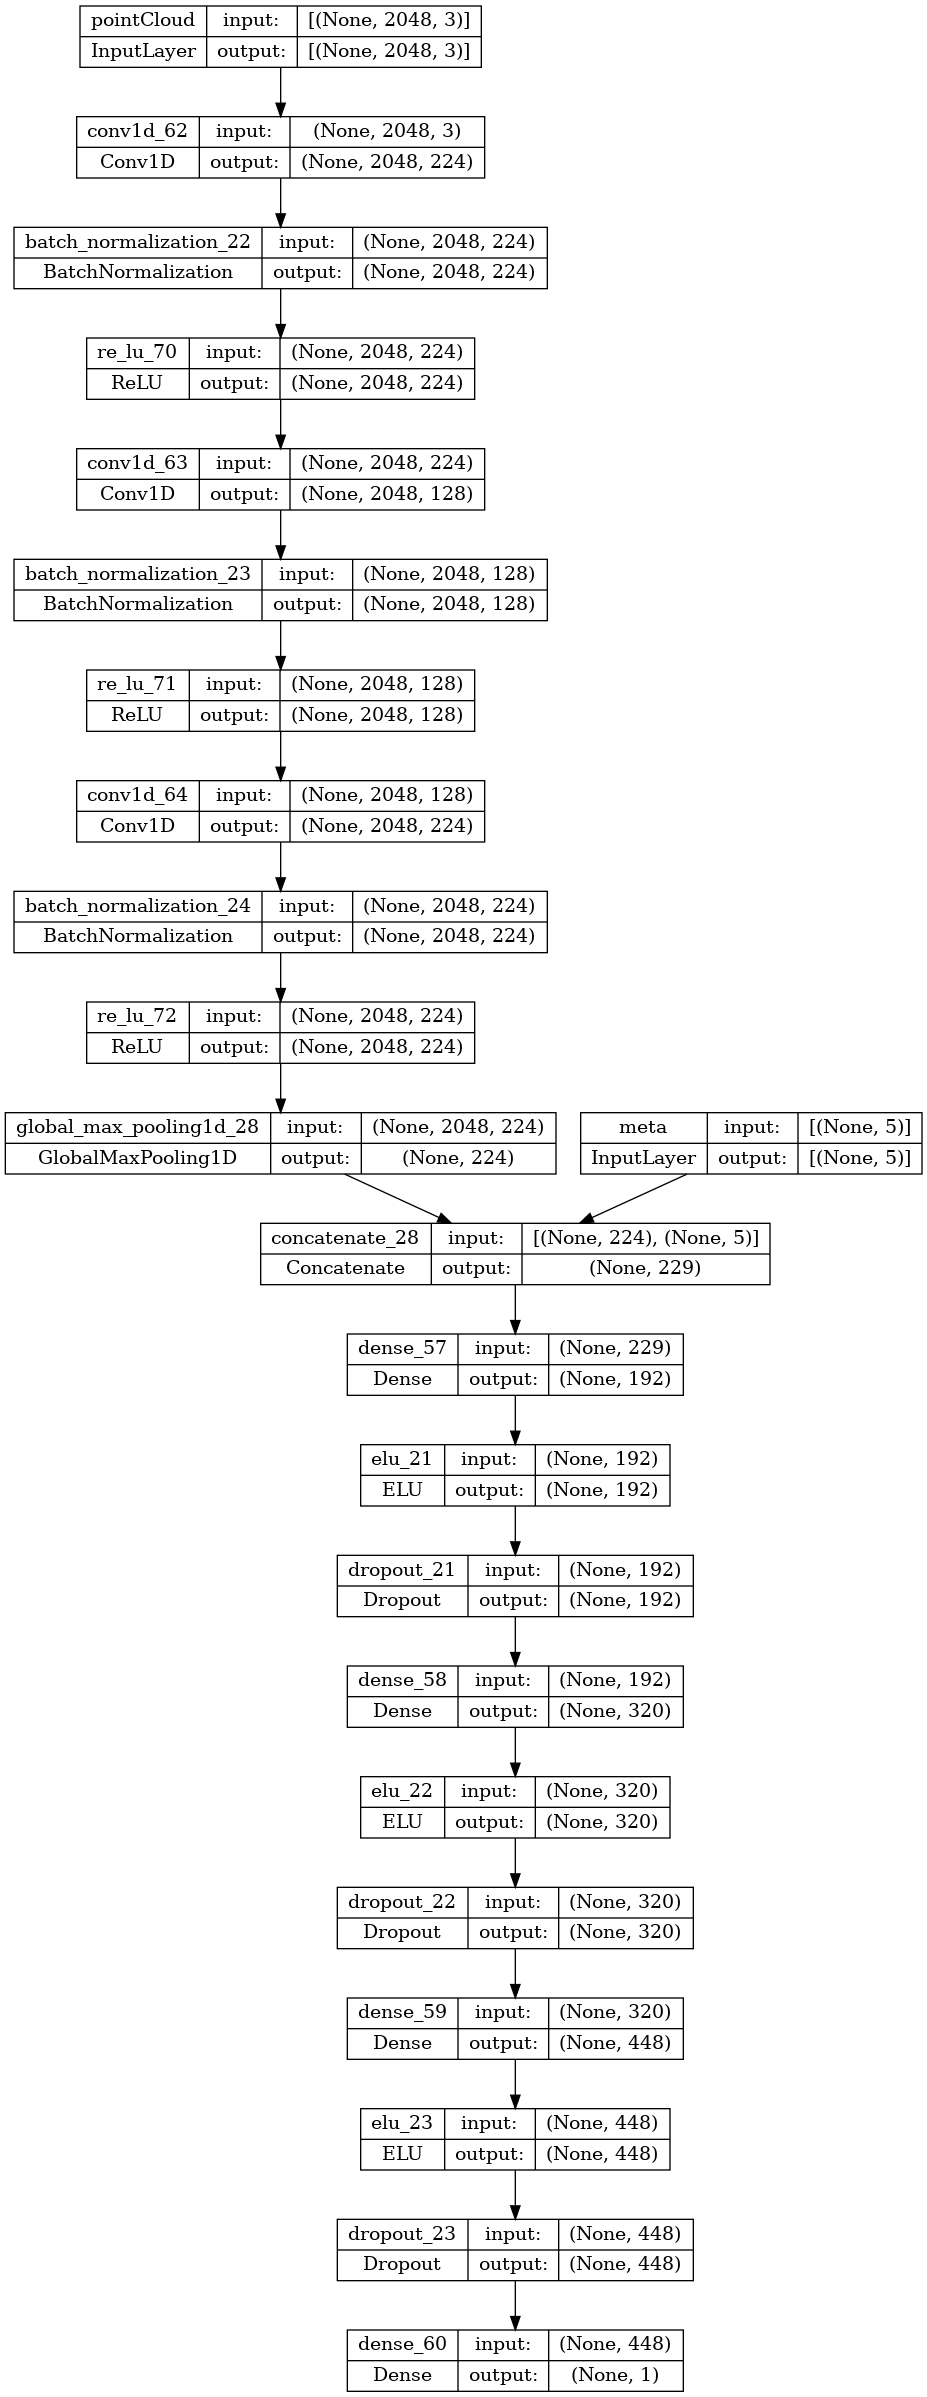 pointCloud input: [(None, 2048, 3)]
InputLayer output: [(None, 2048, 3)]
conv1d_62 input: (None, 2048, 3)
Conv1D output: (None, 2048, 224)
batch_normalization_22 input: (None, 2048, 224)
BatchNormalization output: (None, 2048, 224)
re_lu_70 input: (None, 2048, 224)
ReLU output: (None, 2048, 224)
conv1d_63 input: (None, 2048, 224)
Conv1D output: (None, 2048, 128)
batch_normalization_23 input: (None, 2048, 128)
BatchNormalization output: (None, 2048, 128)
re_lu_71 input: (None, 2048, 128)
ReLU output: (None, 2048, 128)
conv1d_64 input: (None, 2048, 128)
Conv1D output: (None, 2048, 224)
batch_normalization_24 input: (None, 2048, 224)
BatchNormalization output: (None, 2048, 224)
re_lu_72 input: (None, 2048, 224)
ReLU output: (None, 2048, 224)
global_max_pooling1d_28 input: (None, 2048, 224)
GlobalMaxPooling1D output: (None, 224)
meta input: [(None, 5)]
InputLayer output: [(None, 5)]
concatenate_28 input: [(None, 224), (None, 5)]
Concatenate output: (None, 229)
dense_57 input: (None, 229)
Dense output: (None, 192)
elu_21 input: (None, 192)
ELU output: (None, 192)
dropout_21 input: (None, 192)
Dropout output: (None, 192)
dense_58 input: (None, 192)
Dense output: (None, 320)
elu_22 input: (None, 320)
ELU output: (None, 320)
dropout_22 input: (None, 320)
Dropout output: (None, 320)
dense_59 input: (None, 320)
Dense output: (None, 448)
elu_23 input: (None, 448)
ELU output: (None, 448)
dropout_23 input: (None, 448)
Dropout output: (None, 448)
dense_60 input: (None, 448)
Dense output: (None, 1)